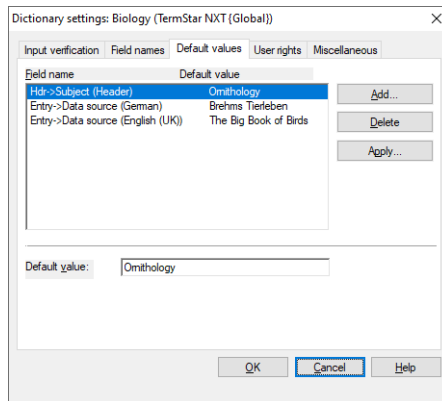 Dictionary settings: Biology (TermStar NXT {Global})
Input verification Field names Default values User rights Miscellaneous
Field name Default value
Hdr->Subject (Header) Ornithology
Entry->Data source (German) Brehms Tierleben
Entry->Data source (English (UK)) The Big Book of Birds
Add...
Delete
Apply...
Default value: Ornithology
OK Cancel Help